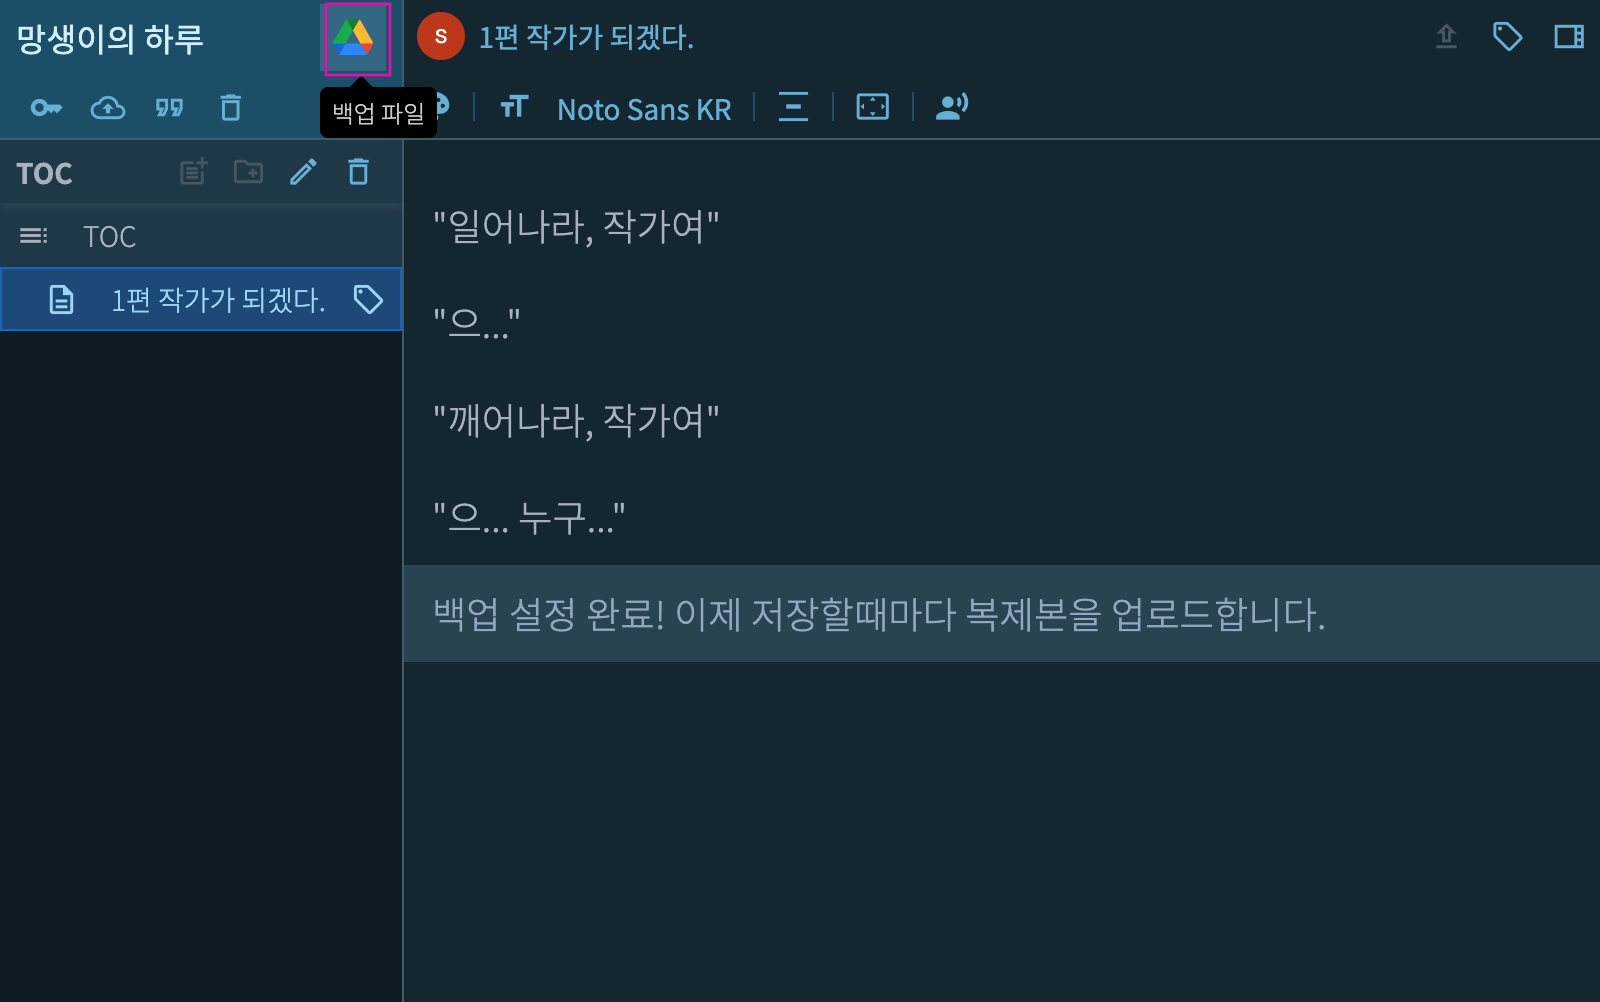 망생이의 하루
S 1편 작가가 되겠다.
백업 파일
Noto Sans KR
TOC
TOC
1편 작가가 되겠다.
"일어나라, 작가여"
"으..."
"깨어나라, 작가여"
"으... 누구..."
백업 설정 완료! 이제 저장할때마다 복제본을 업로드합니다.